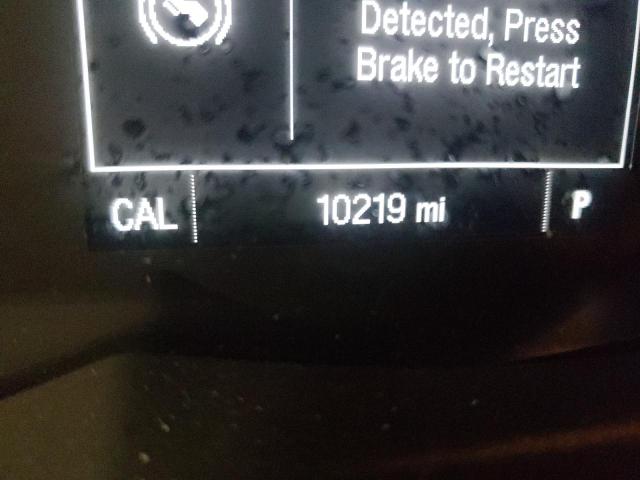 Detected, Press
Brake to Restart
CAL 10219 mi P